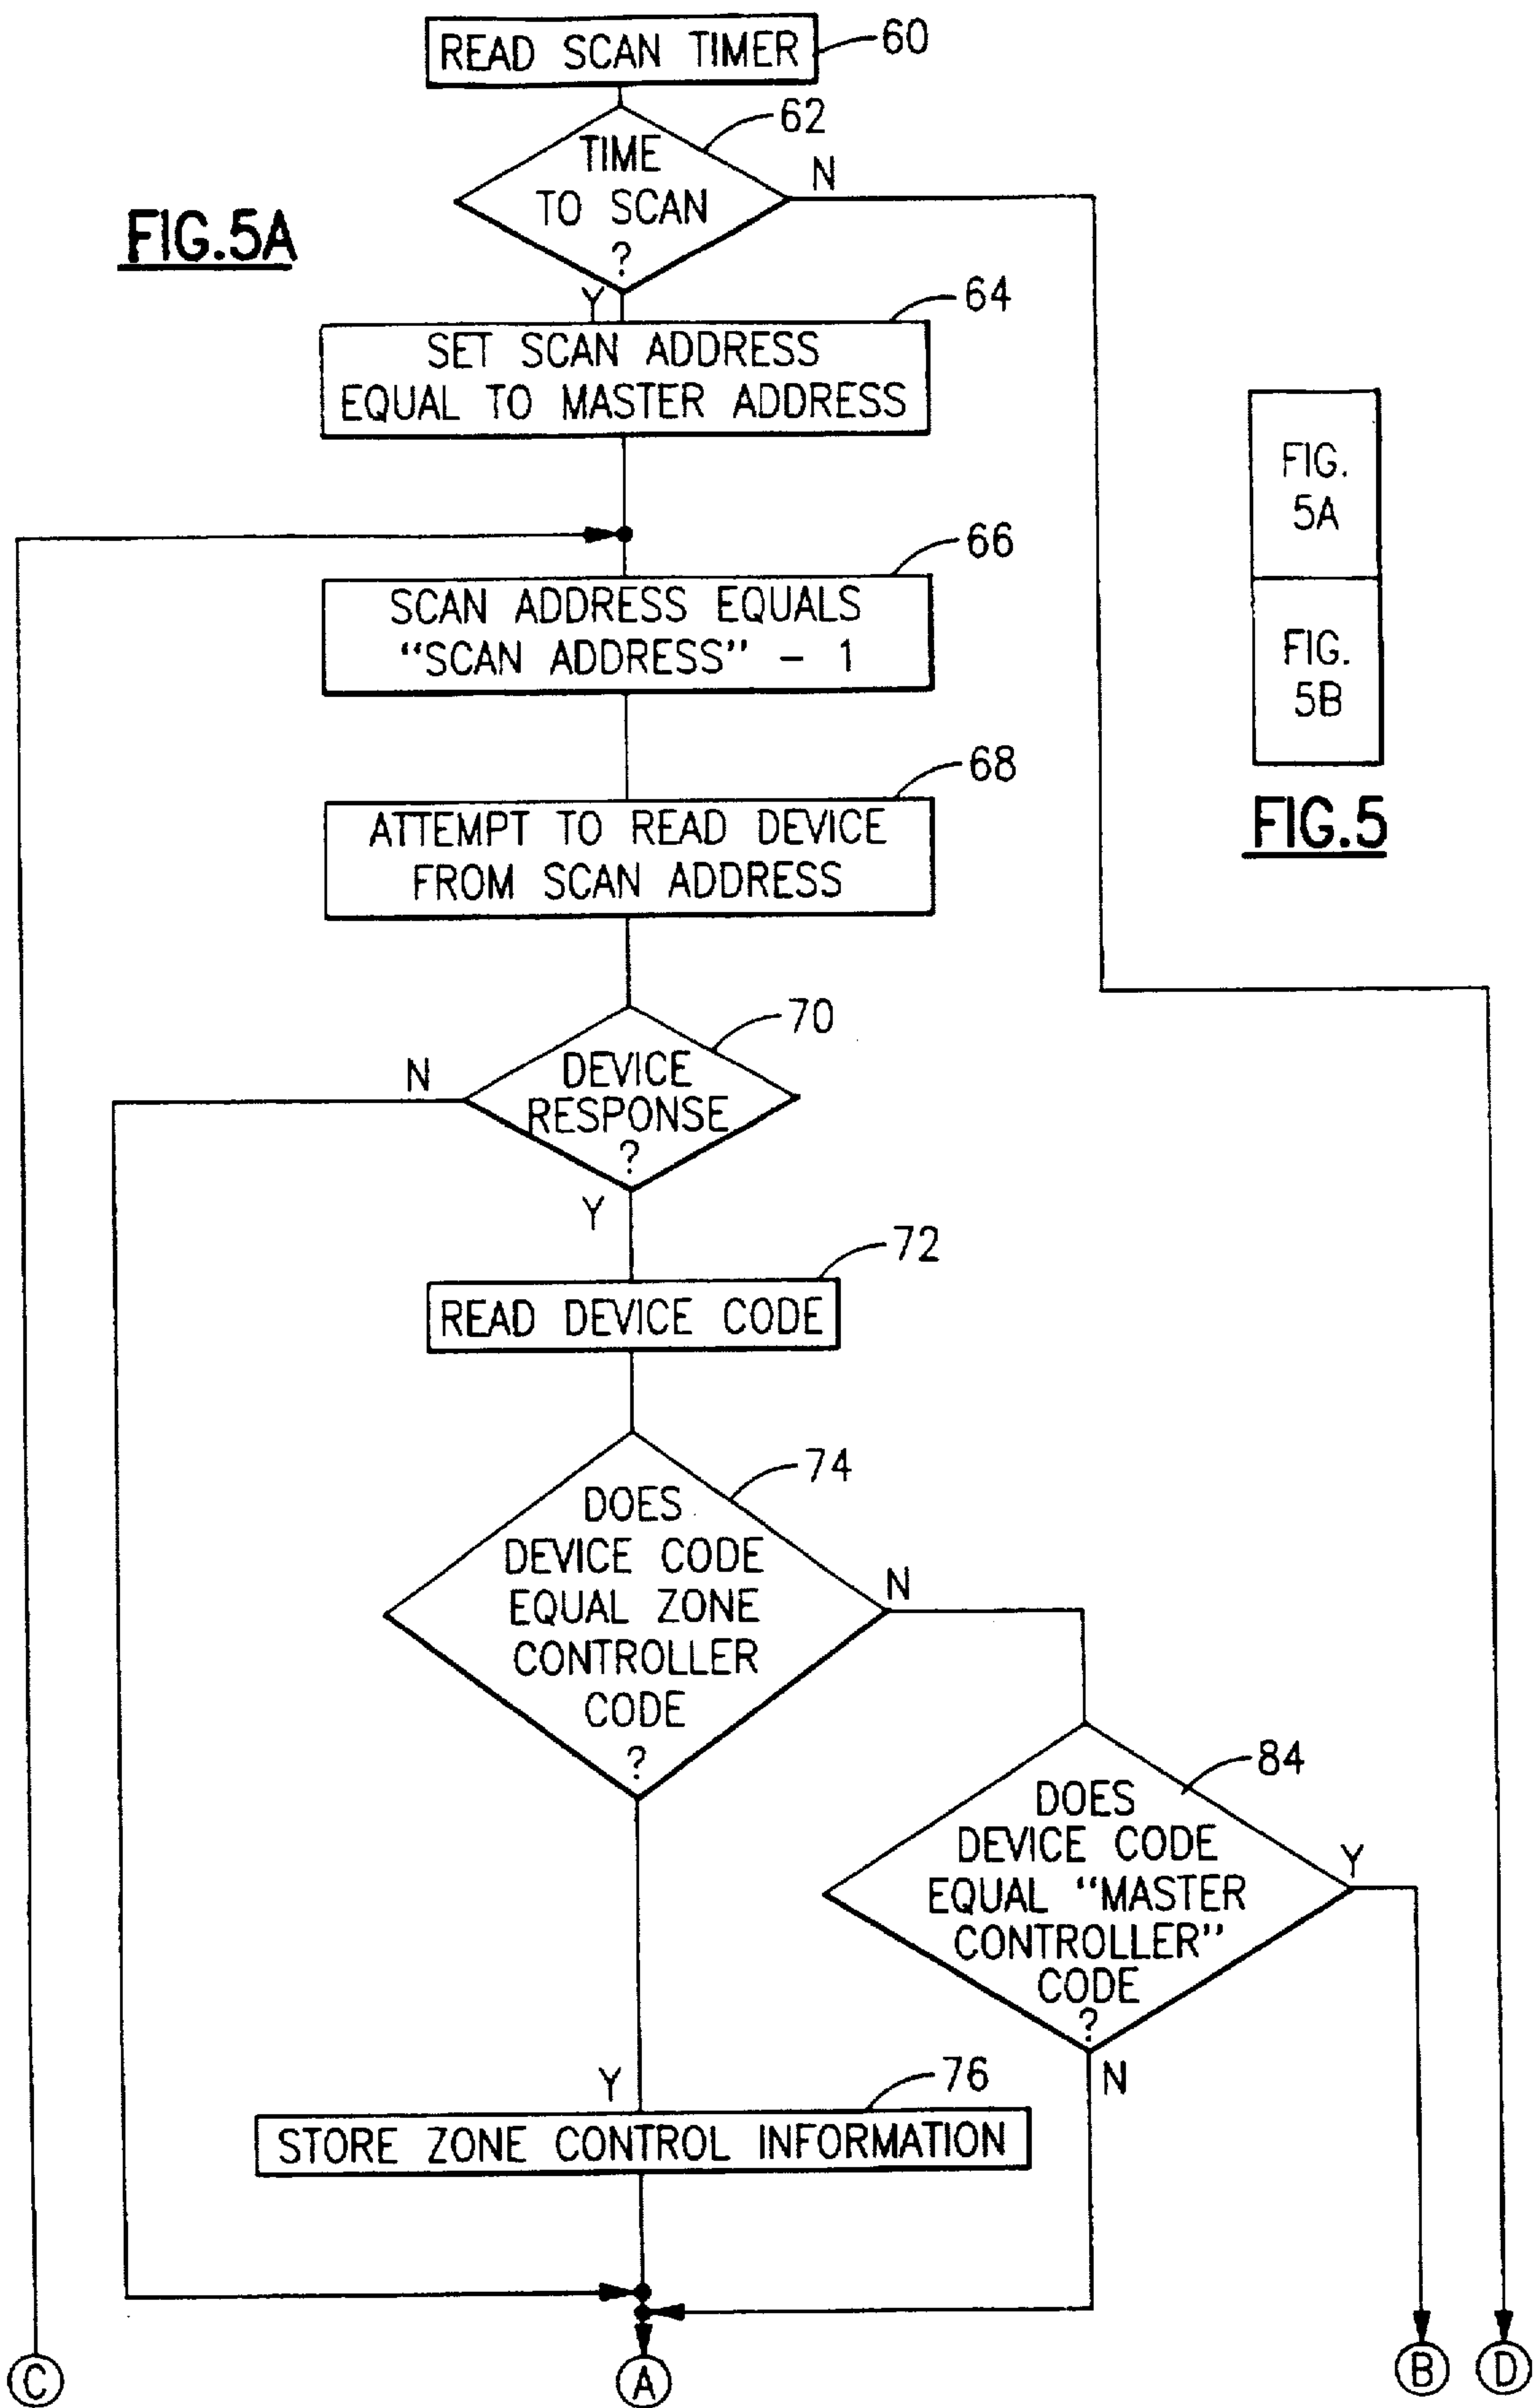 READ SCAN TIMER
60
TIME
TO SCAN
?
62
N
FIG.5A
Y
64
SET SCAN ADDRESS
EQUAL TO MASTER ADDRESS
FIG.
5A
FIG.
5B
FIG.5
66
SCAN ADDRESS EQUALS
“SCAN ADDRESS” – 1
68
ATTEMPT TO READ DEVICE
FROM SCAN ADDRESS
70
N
DEVICE
RESPONSE
?
Y
72
READ DEVICE CODE
74
DOES
DEVICE CODE
EQUAL ZONE
CONTROLLER
CODE
?
N
84
DOES
DEVICE CODE
EQUAL “MASTER
CONTROLLER”
CODE
?
Y
N
Y
76
STORE ZONE CONTROL INFORMATION
C
A
B
D